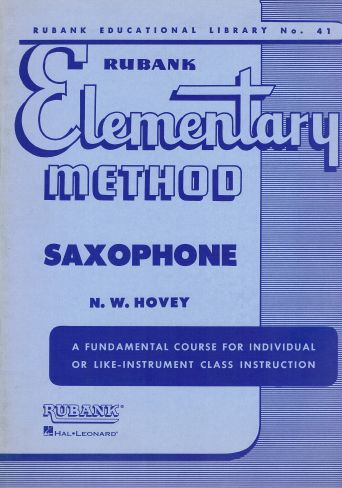 RUBANK EDUCATIONAL LIBRARY No. 41
RUBANK
Elementary
METHOD
SAXOPHONE
N. W. HOVEY
A FUNDAMENTAL COURSE FOR INDIVIDUAL
OR LIKE-INSTRUMENT CLASS INSTRUCTION
RUBANK®
HAL•LEONARD®